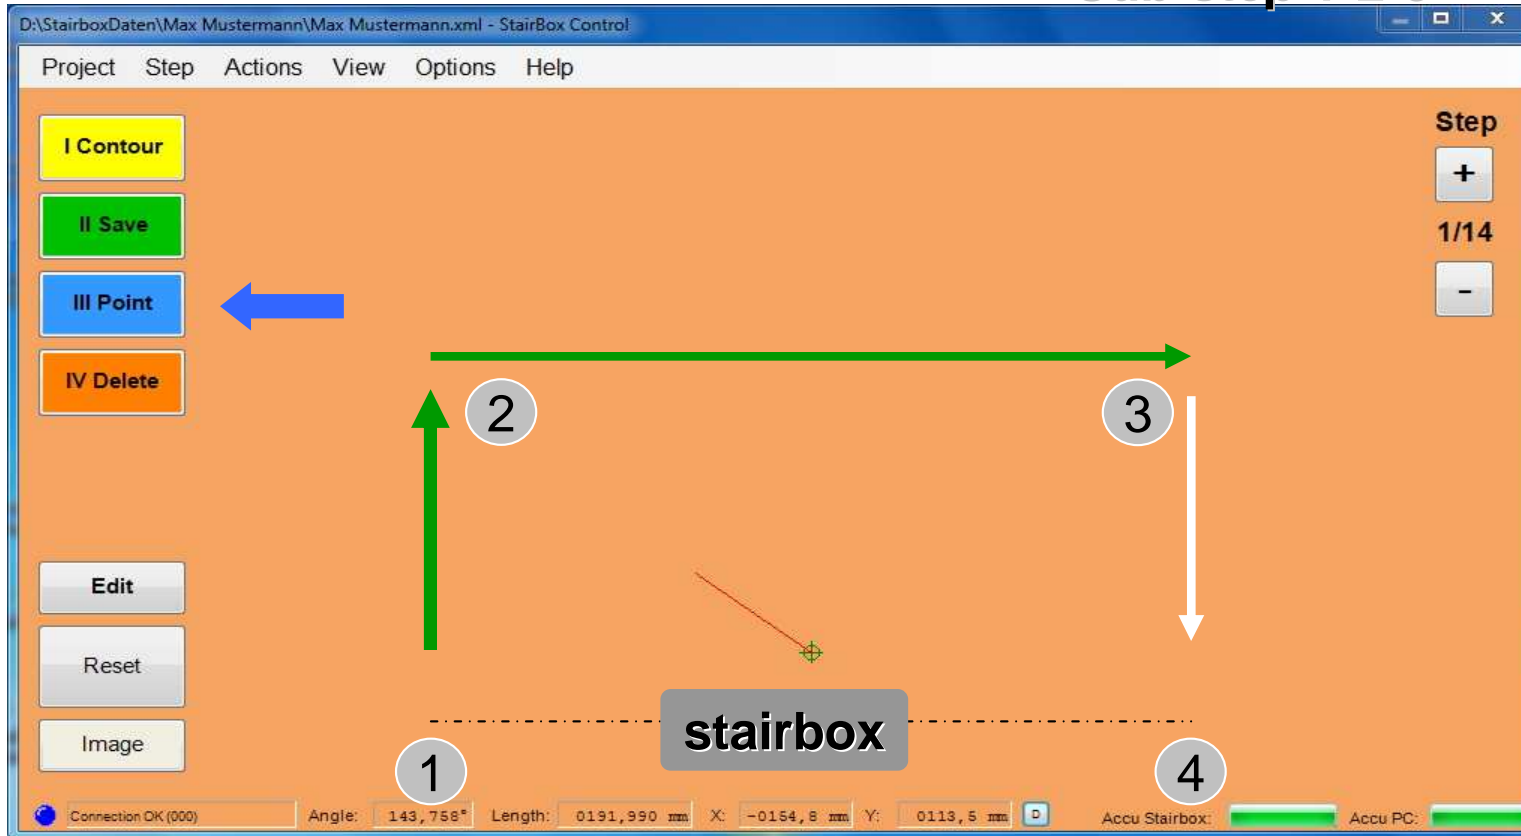 D:\StairboxDaten\Max Mustermann\Max Mustermann.xml - StairBox Control
Project Step Actions View Options Help
I Contour
Step
+
II Save
1/14
III Point
-
IV Delete
2
3
Edit
Reset
stairbox
Image
1
4
Connection OK (000) Angle: 143,758° Length: 0191,990 mm X: -0154,8 mm Y: 0113,5 mm D Accu Stairbox: Accu PC: